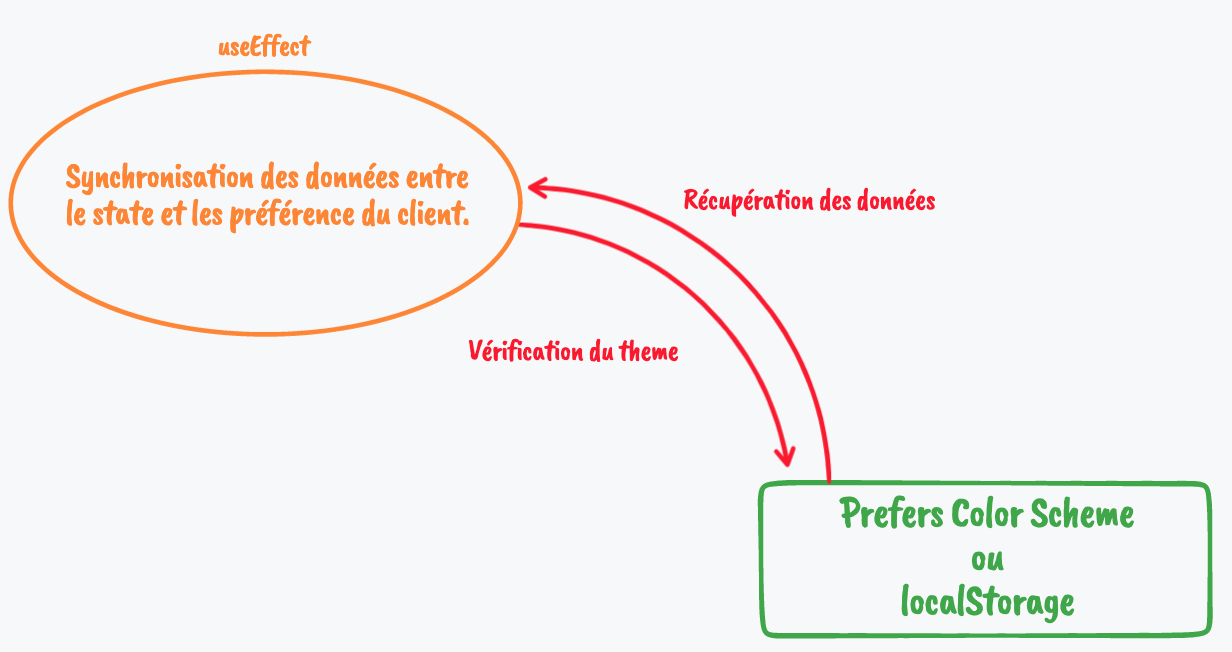 useEffect
Synchronisation des données entre
le state et les préférence du client.
Récupération des données
Vérification du theme
Prefers Color Scheme
ou
localStorage